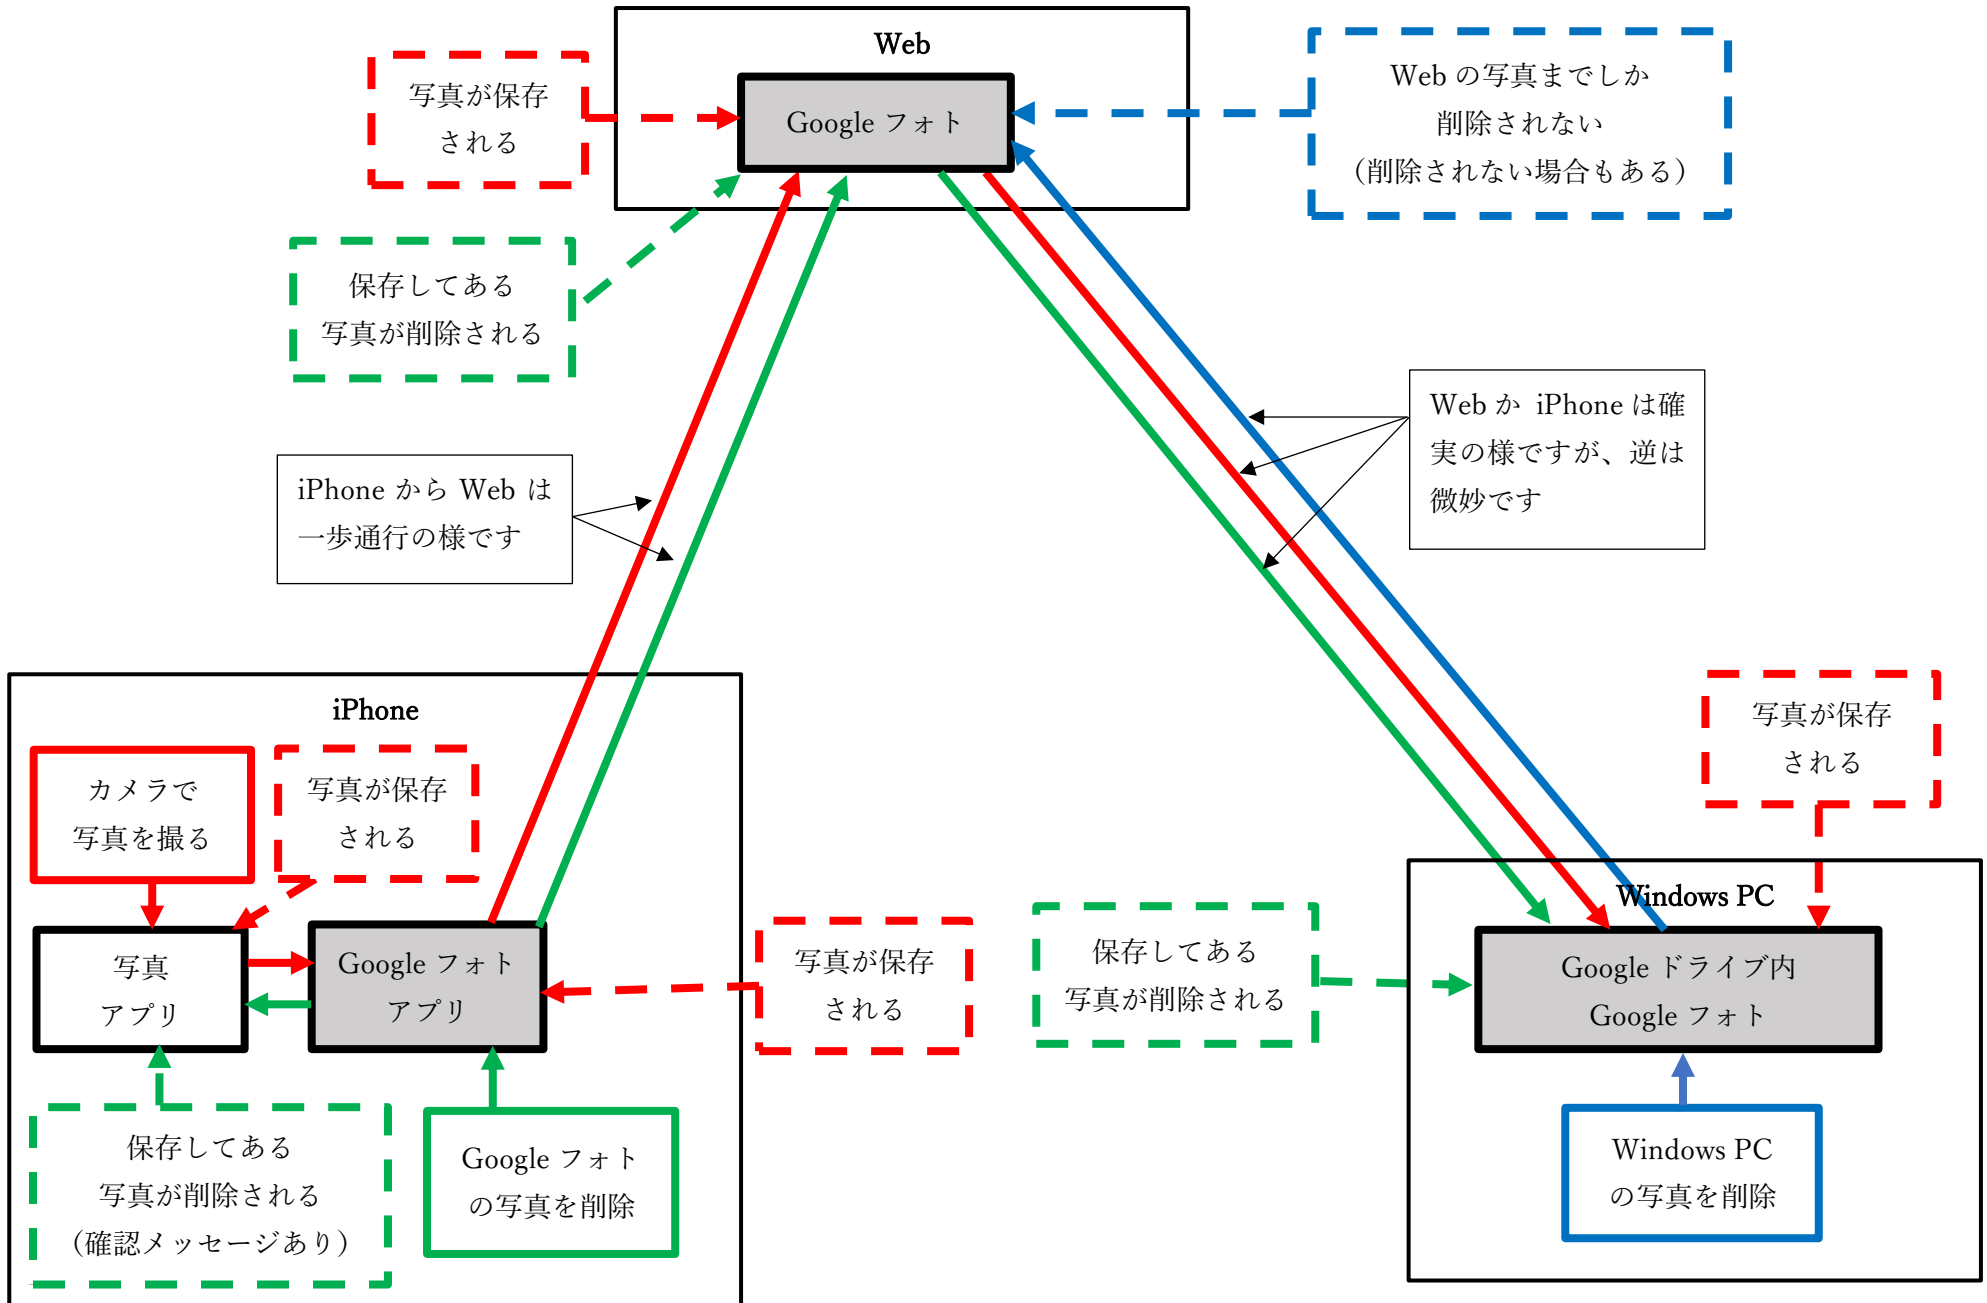 Web
写真が保存
される
Google フォト
Web の写真までしか
削除されない
（削除されない場合もある）
保存してある
写真が削除される
iPhone から Web は
一歩通行の様です
Web か iPhone は確
実の様ですが、逆は
微妙です
iPhone
カメラで
写真を撮る
写真が保存
される
写真
アプリ
Google フォト
アプリ
写真が保存
される
保存してある
写真が削除される
（確認メッセージあり）
Google フォト
の写真を削除
写真が保存
される
Windows PC
保存してある
写真が削除される
Google ドライブ内
Google フォト
Windows PC
の写真を削除